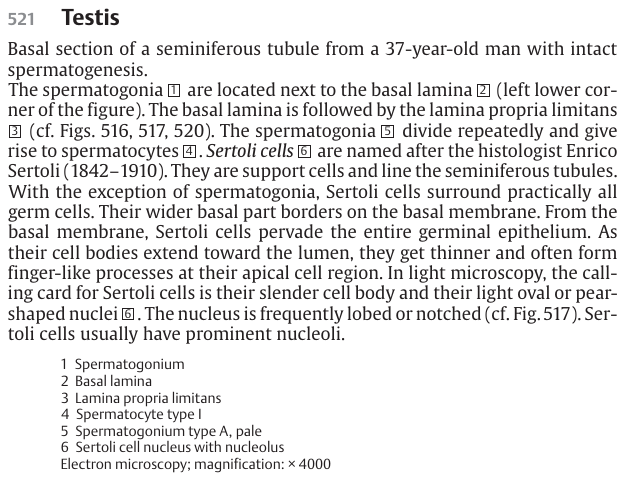 521 Testis
Basal section of a seminiferous tubule from a 37-year-old man with intact
spermatogenesis.
The spermatogonia 1 are located next to the basal lamina 2 (left lower cor-
ner of the figure). The basal lamina is followed by the lamina propria limitans
3 (cf. Figs. 516, 517, 520). The spermatogonia 5 divide repeatedly and give
rise to spermatocytes 4. Sertoli cells 6 are named after the histologist Enrico
Sertoli (1842–1910). They are support cells and line the seminiferous tubules.
With the exception of spermatogonia, Sertoli cells surround practically all
germ cells. Their wider basal part borders on the basal membrane. From the
basal membrane, Sertoli cells pervade the entire germinal epithelium. As
their cell bodies extend toward the lumen, they get thinner and often form
finger-like processes at their apical cell region. In light microscopy, the call-
ing card for Sertoli cells is their slender cell body and their light oval or pear-
shaped nuclei 6. The nucleus is frequently lobed or notched (cf. Fig. 517). Ser-
toli cells usually have prominent nucleoli.
1 Spermatogonium
2 Basal lamina
3 Lamina propria limitans
4 Spermatocyte type I
5 Spermatogonium type A, pale
6 Sertoli cell nucleus with nucleolus
Electron microscopy; magnification: × 4000